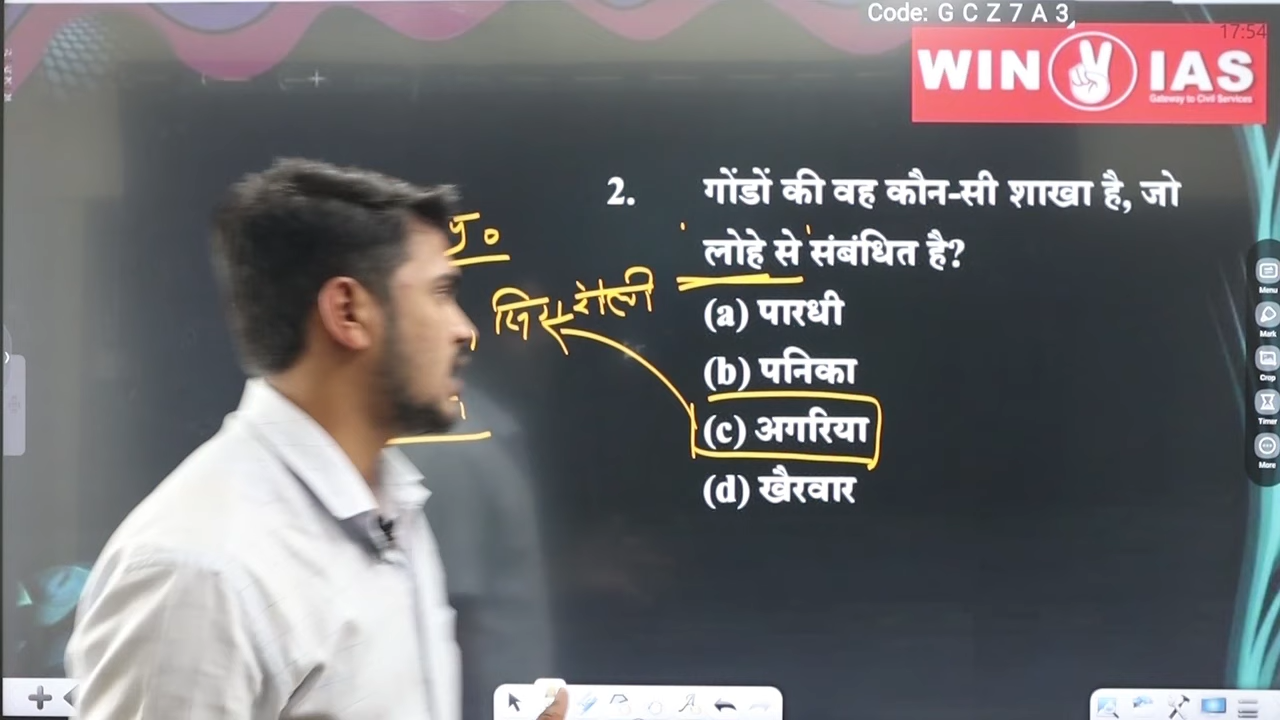 Code: G C Z 7 A 3
17:54
WIN IAS
Gateway to Civil Services
2. गोंडों की वह कौन-सी शाखा है, जो
लोहे से संबंधित है?
(a) पारधी
(b) पनिका
(c) अगरिया
(d) खैरवार
Menu
Mark
Crop
Timer
More